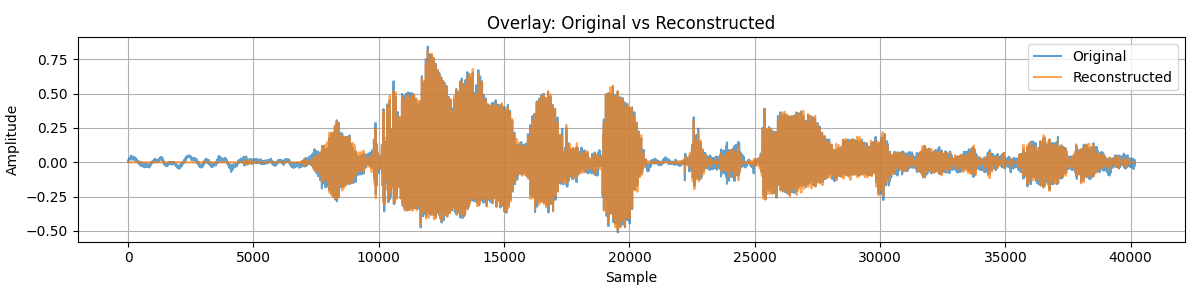 Overlay: Original vs Reconstructed
Amplitude
0.75
0.50
0.25
0.00
−0.25
−0.50
Original
Reconstructed
0 5000 10000 15000 20000 25000 30000 35000 40000
Sample